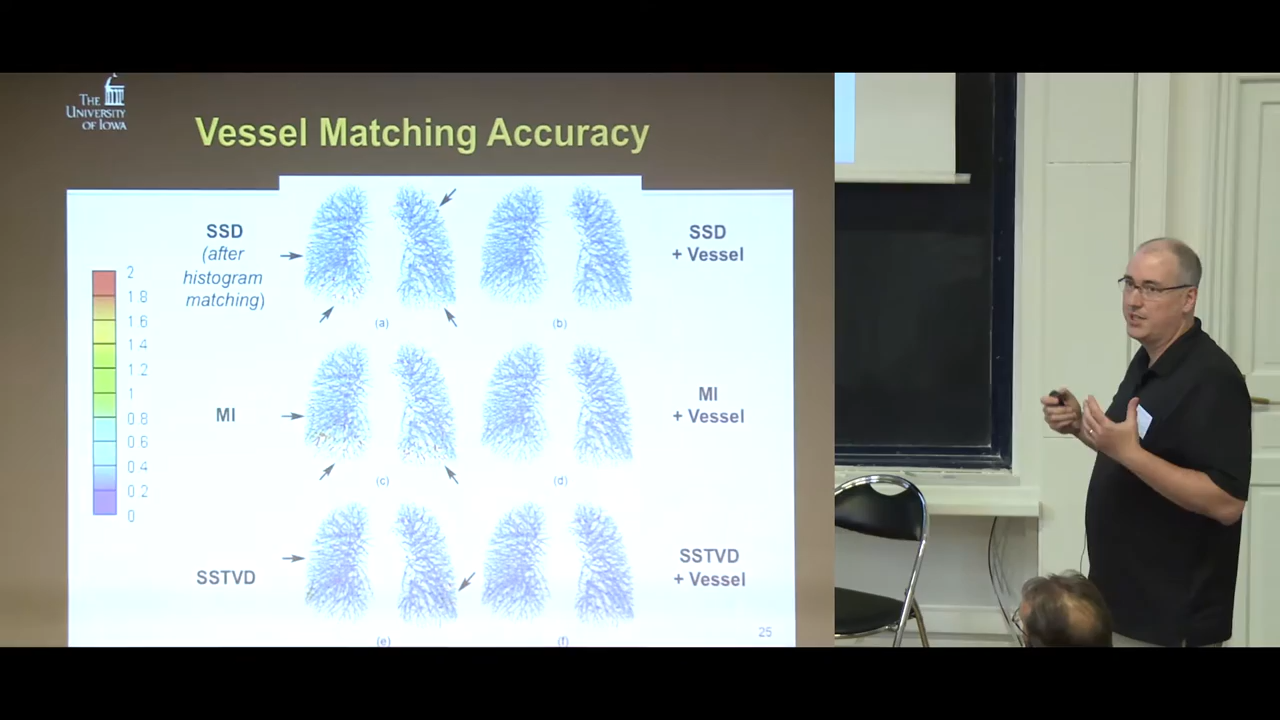 THE
UNIVERSITY
OF IOWA
Vessel Matching Accuracy
SSD
(after
histogram
matching)
SSD
+ Vessel
2
1 8
1 6
1 4
1 2
1
0 8
0 6
0 4
0 2
0
(a)
(b)
MI
MI
+ Vessel
(c)
(d)
SSTVD
SSTVD
+ Vessel
(e)
(f)
25